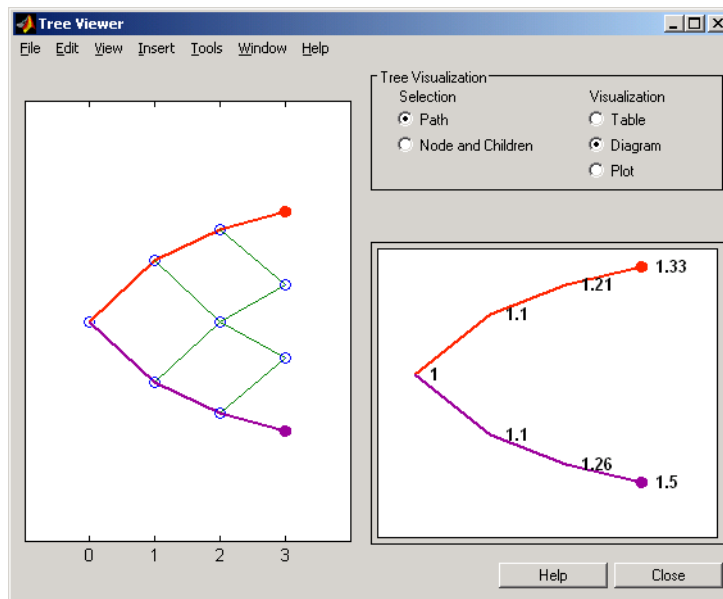 Tree Viewer
File Edit View Insert Tools Window Help
Tree Visualization
Selection Visualization
Path Table
Node and Children Diagram
Plot
1.33
1.21
1.1
1
1.1
1.26
1.5
0 1 2 3
Help Close